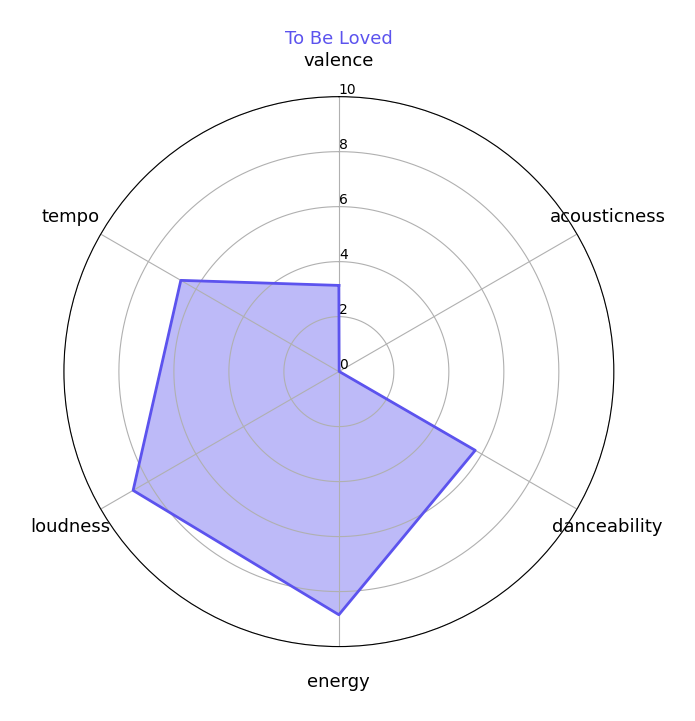 To Be Loved
valence
10
8
6
4
2
0
tempo
acousticness
loudness
danceability
energy